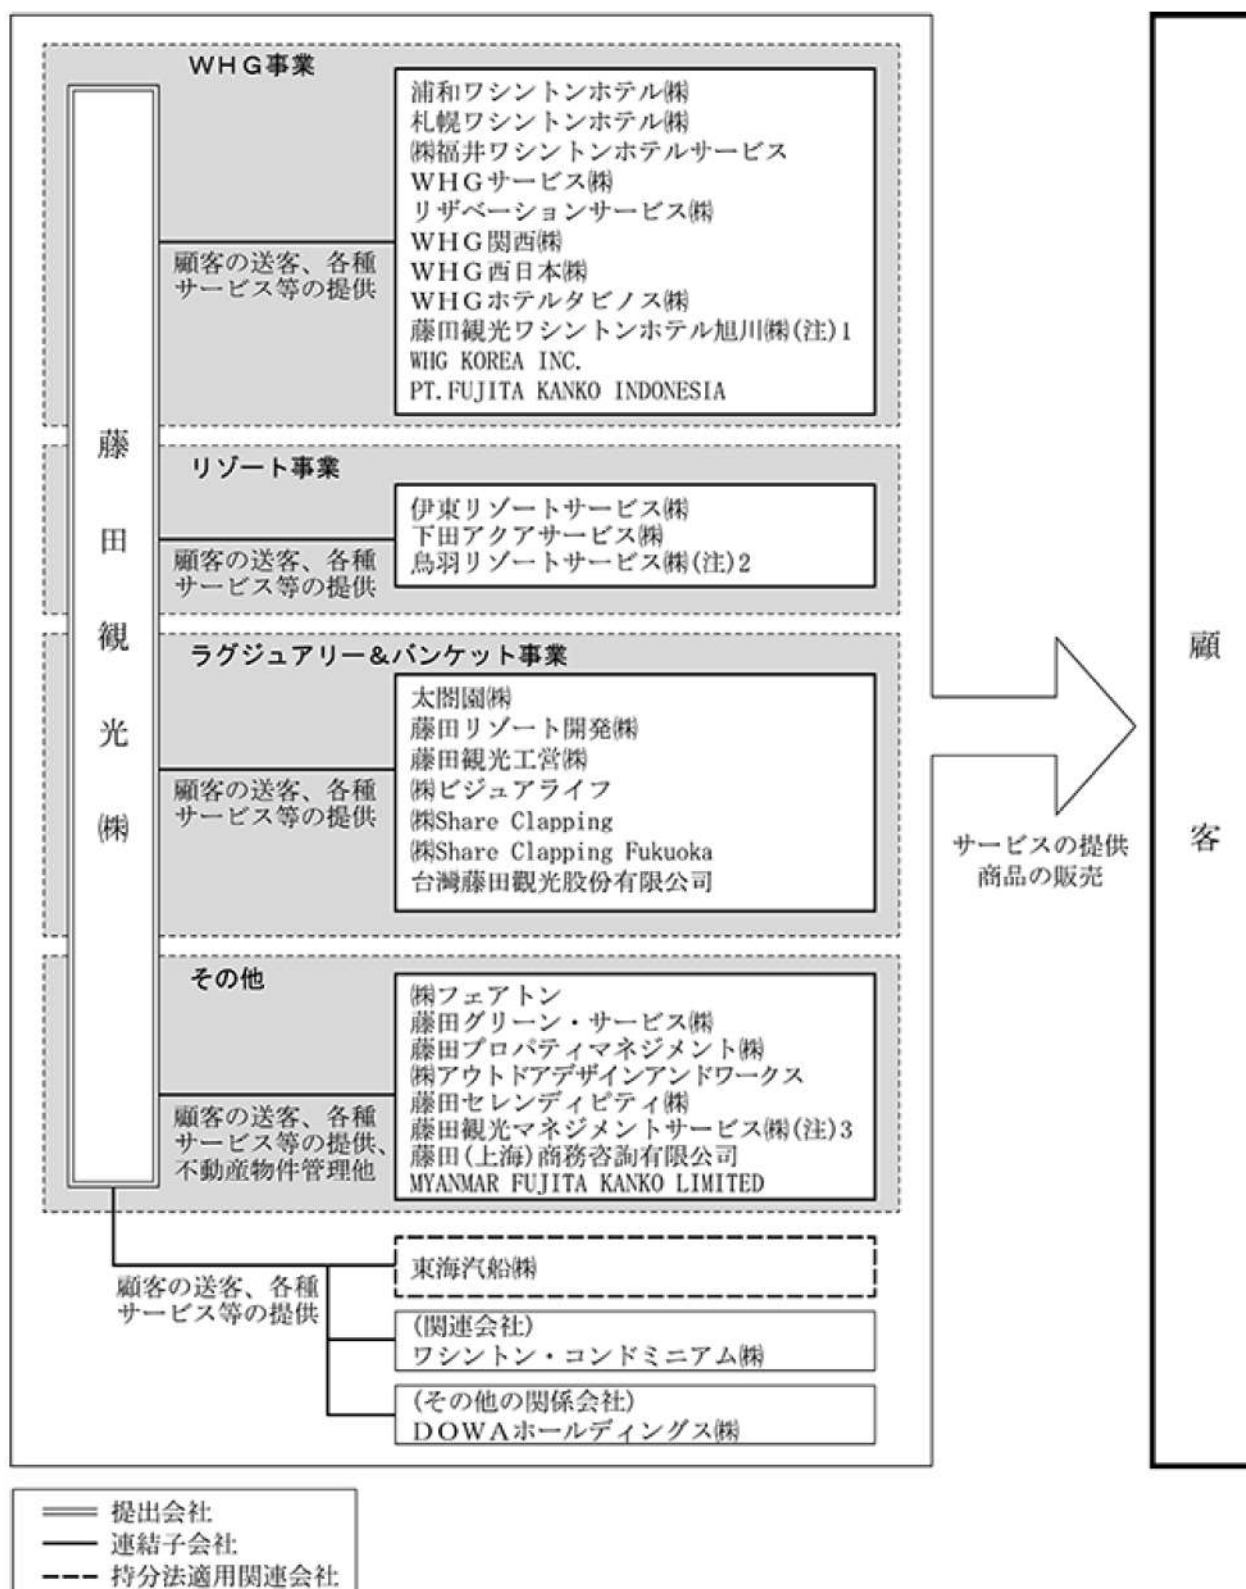 WHG事業
浦和ワシントンホテル㈱
札幌ワシントンホテル㈱
㈱福井ワシントンホテルサービス
WHGサービス㈱
リザベーションサービス㈱
WHG関西㈱
WHG西日本㈱
WHGホテルタビノス㈱
藤田観光ワシントンホテル旭川㈱(注)1
WHG KOREA INC.
PT.FUJITA KANKO INDONESIA
顧客の送客、各種
サービス等の提供
藤田観光㈱
リゾート事業
伊東リゾートサービス㈱
下田アクアサービス㈱
鳥羽リゾートサービス㈱(注)2
顧客の送客、各種
サービス等の提供
ラグジュアリー&バンケット事業
太閤園㈱
藤田リゾート開発㈱
藤田観光工営㈱
㈱ビジュアライフ
㈱Share Clapping
㈱Share Clapping Fukuoka
台灣藤田觀光股份有限公司
顧客の送客、各種
サービス等の提供
その他
㈱フェアトン
藤田グリーン・サービス㈱
藤田プロパティマネジメント㈱
㈱アウトドアデザインアンドワークス
藤田セレンディピティ㈱
藤田観光マネジメントサービス㈱(注)3
藤田(上海)商務咨詢有限公司
MYANMAR FUJITA KANKO LIMITED
顧客の送客、各種
サービス等の提供、
不動産物件管理他
東海汽船㈱
顧客の送客、各種
サービス等の提供
(関連会社)
ワシントン・コンドミニアム㈱
(その他の関係会社)
DOWAホールディングス㈱
サービスの提供
商品の販売
顧客
提出会社
連結子会社
持分法適用関連会社